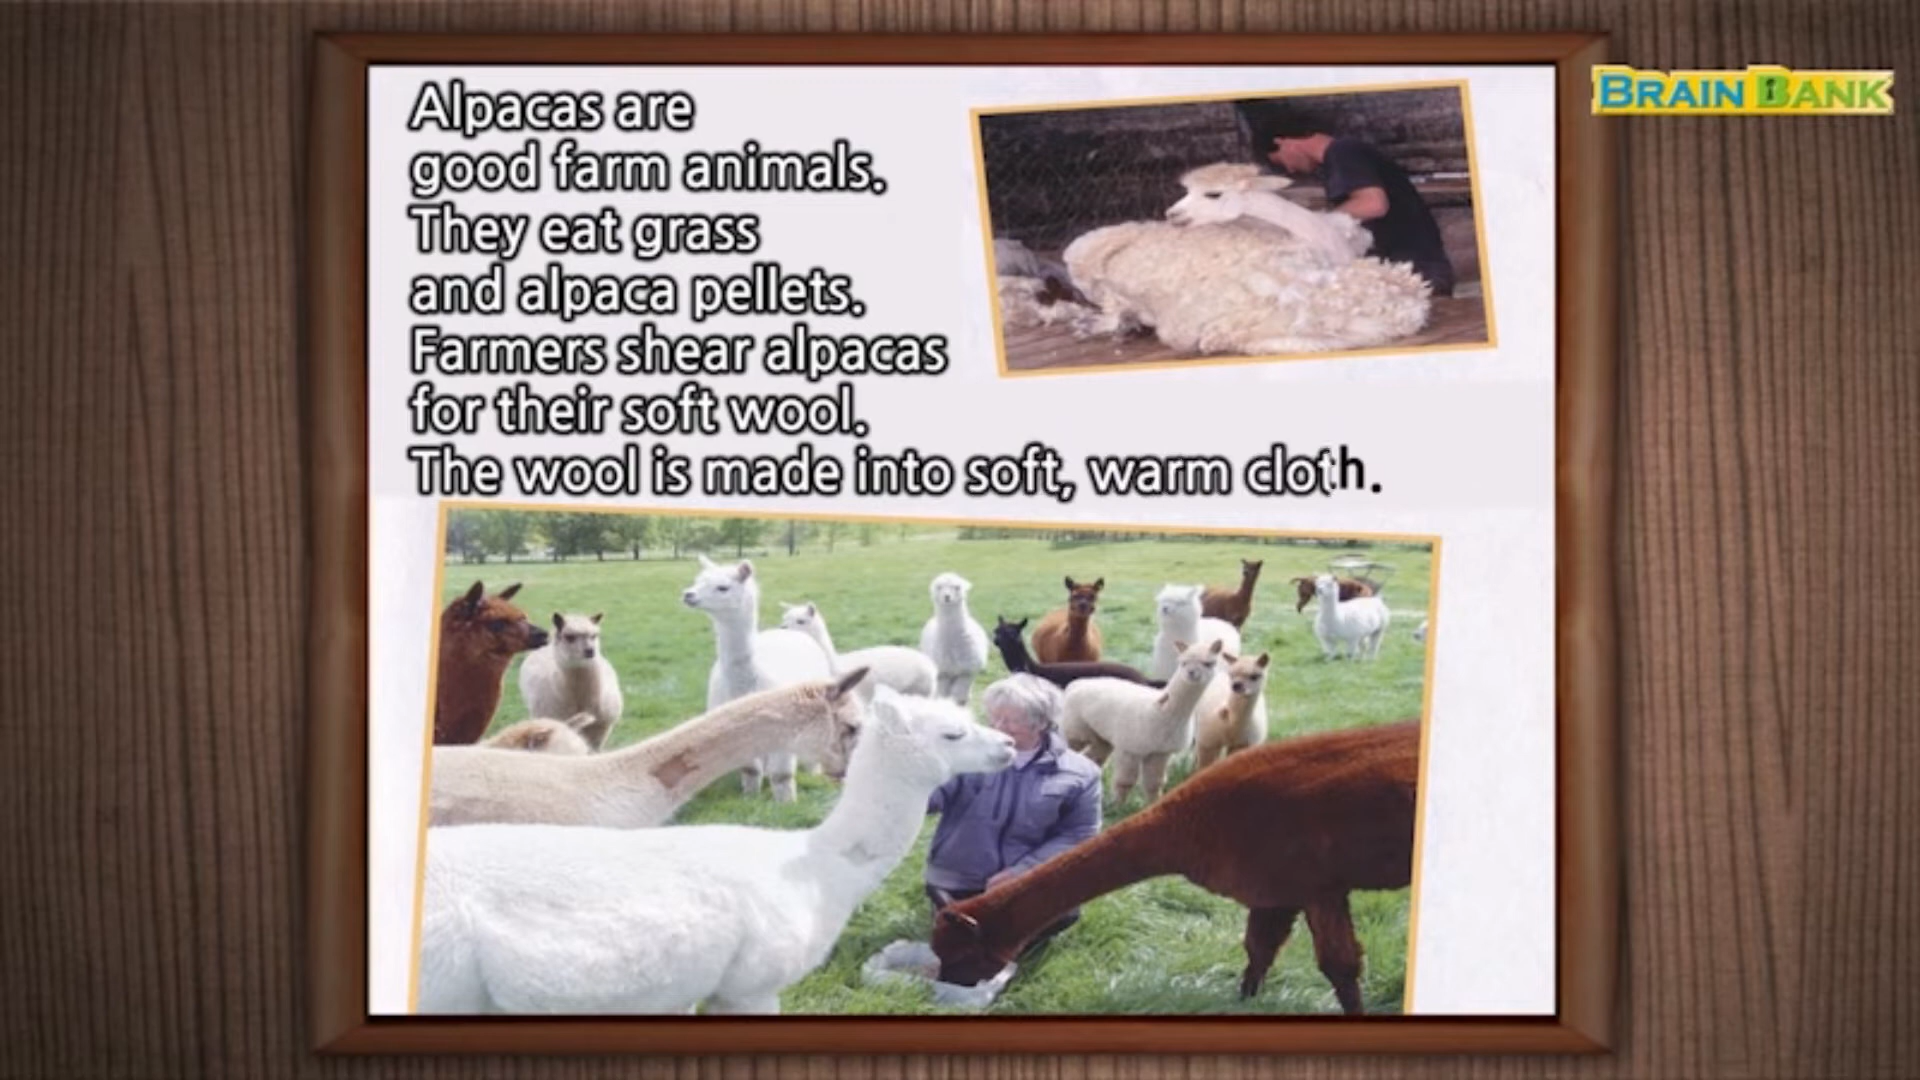 Alpacas are
good farm animals.
They eat grass
and alpaca pellets.
Farmers shear alpacas
for their soft wool.
The wool is made into soft, warm cloth.
BRAIN BANK